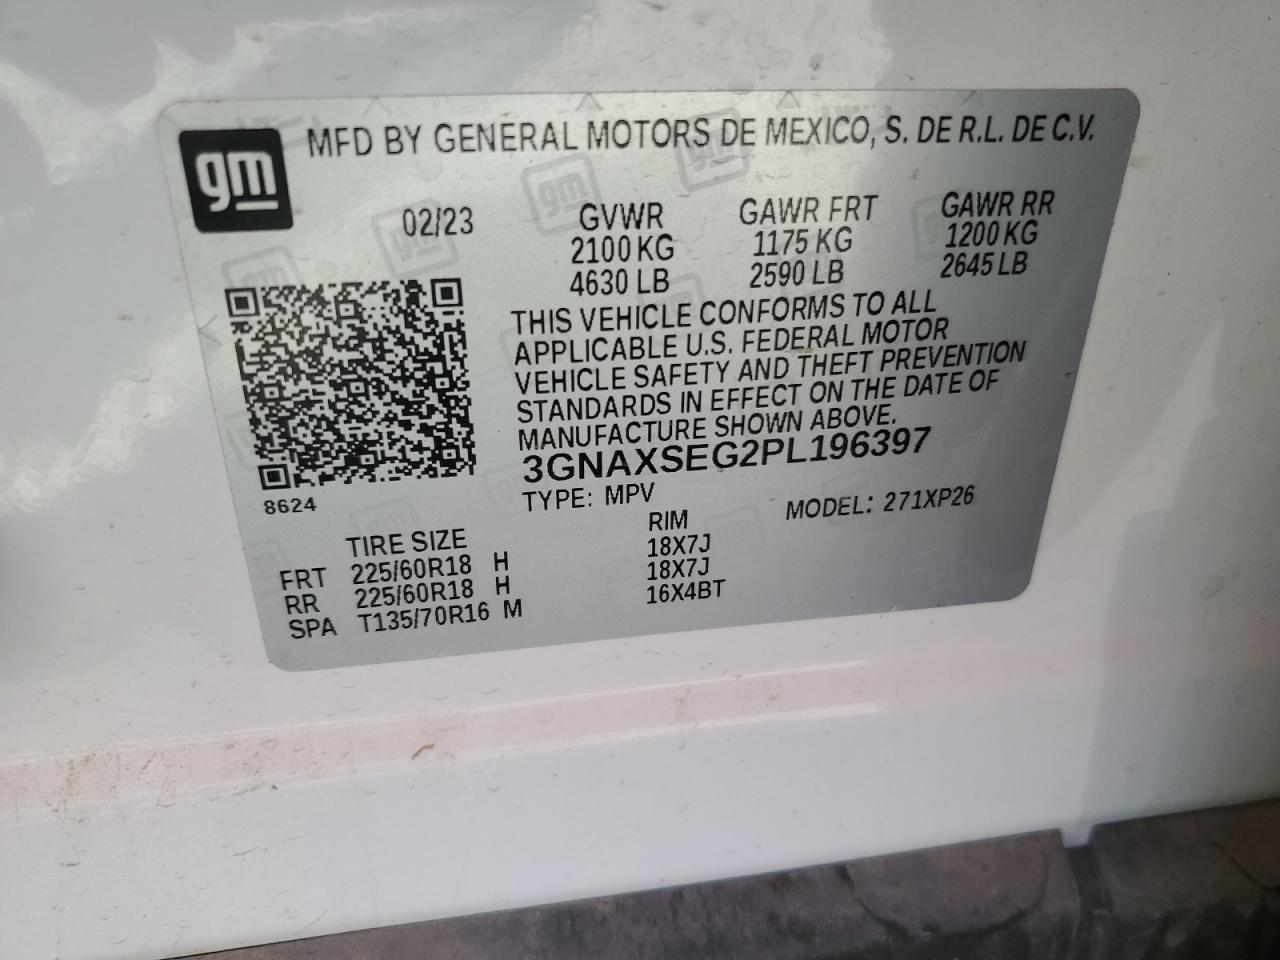 gm
MFD BY GENERAL MOTORS DE MEXICO, S. DE R.L. DE C.V.
02/23
GVWR GAWR FRT GAWR RR
2100 KG 1175 KG 1200 KG
4630 LB 2590 LB 2645 LB
THIS VEHICLE CONFORMS TO ALL
APPLICABLE U.S. FEDERAL MOTOR
VEHICLE SAFETY AND THEFT PREVENTION
STANDARDS IN EFFECT ON THE DATE OF
MANUFACTURE SHOWN ABOVE.
3GNAXSEG2PL196397
8624
TYPE: MPV MODEL: 271XP26
TIRE SIZE RIM
FRT 225/60R18 H 18X7J
RR 225/60R18 H 18X7J
SPA T135/70R16 M 16X4BT